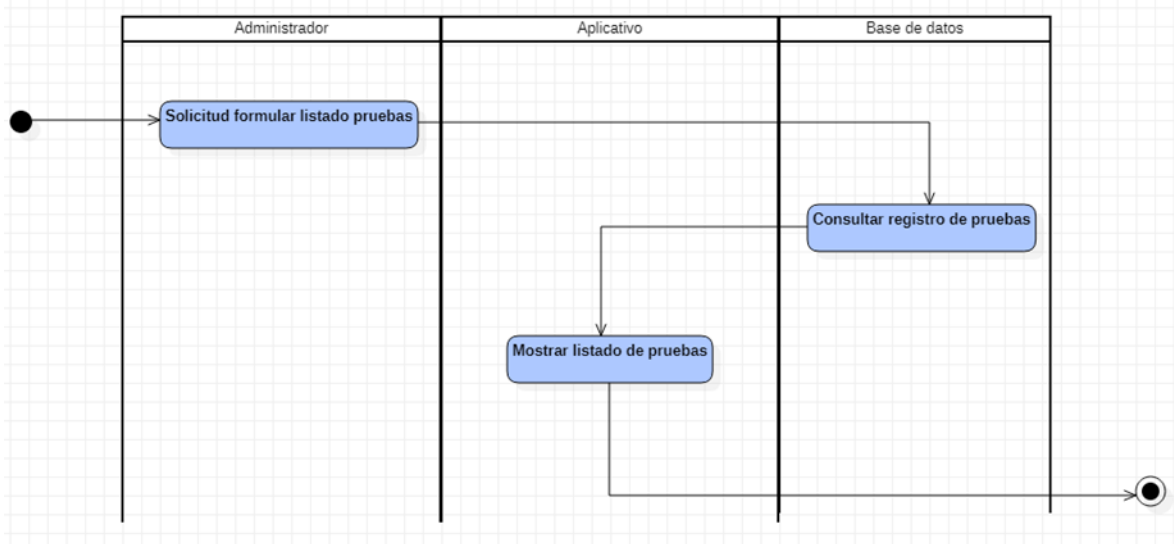 Administrador
Aplicativo
Base de datos
Solicitud formular listado pruebas
Consultar registro de pruebas
Mostrar listado de pruebas